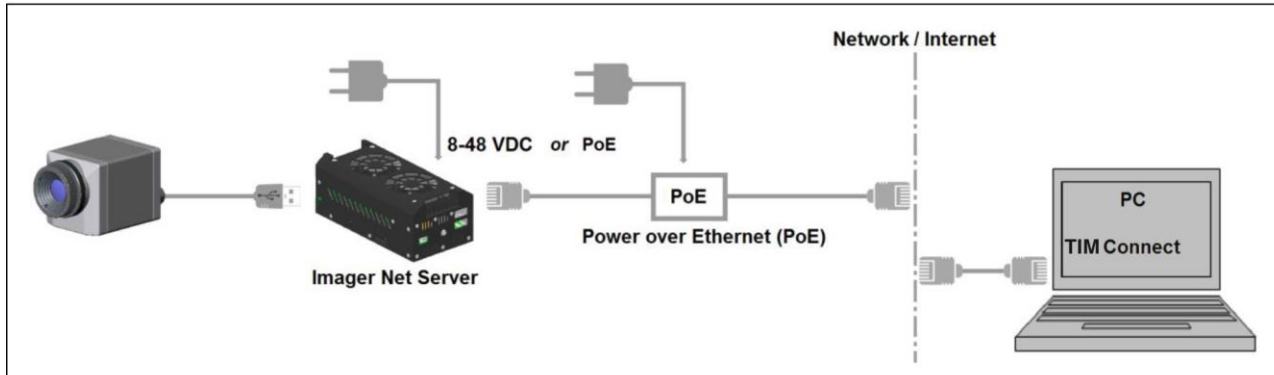 Network / Internet
8-48 VDC or PoE
PoE
PC
TIM Connect
Power over Ethernet (PoE)
Imager Net Server